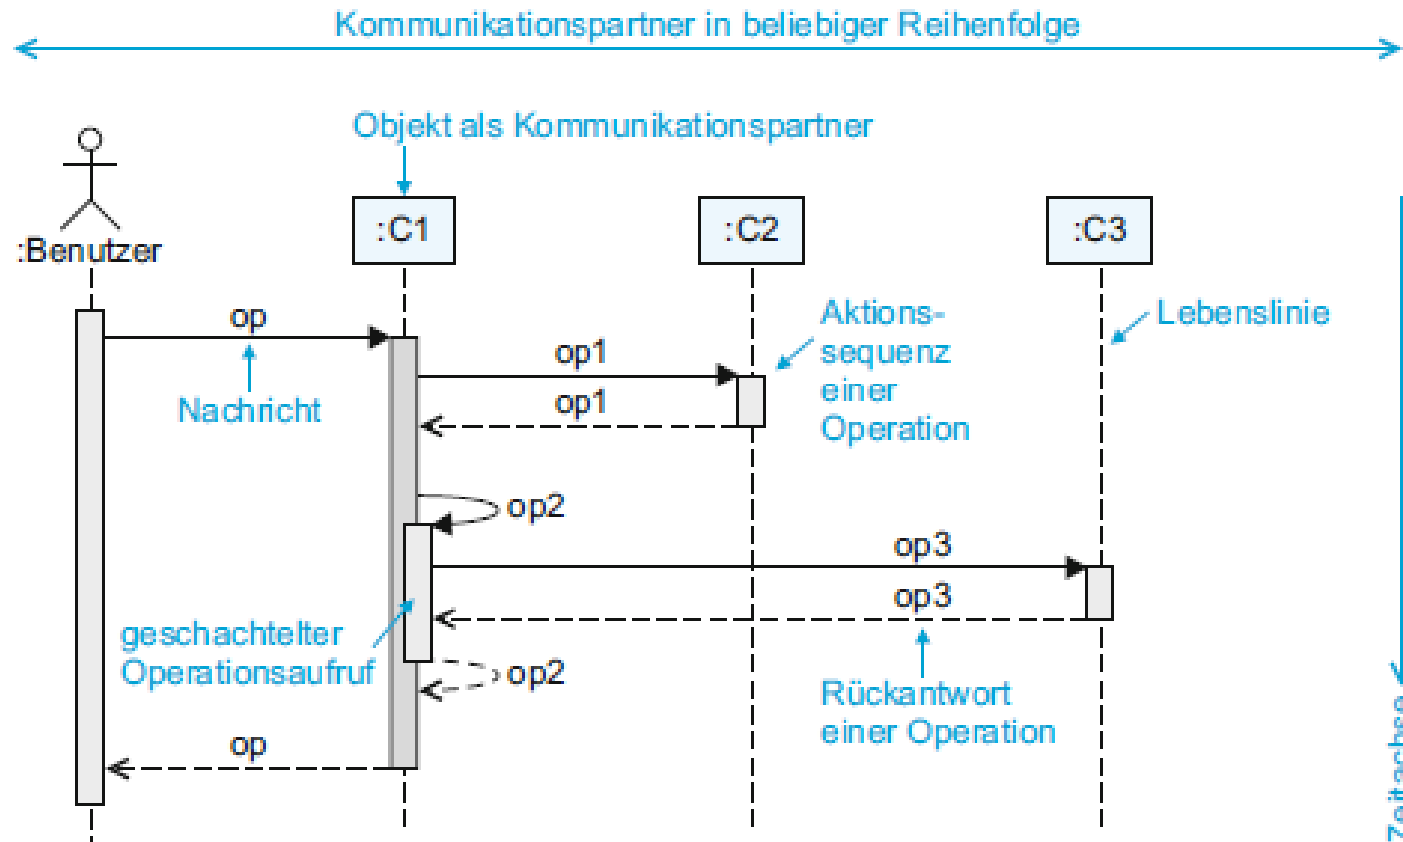 Kommunikationspartner in beliebiger Reihenfolge
Objekt als Kommunikationspartner
:Benutzer
:C1
:C2
:C3
op
Nachricht
op1
op1
Aktions-
sequenz
einer
Operation
Lebenslinie
op2
op3
op3
geschachtelter
Operationsaufruf
op2
Rückantwort
einer Operation
op
Zeitachse